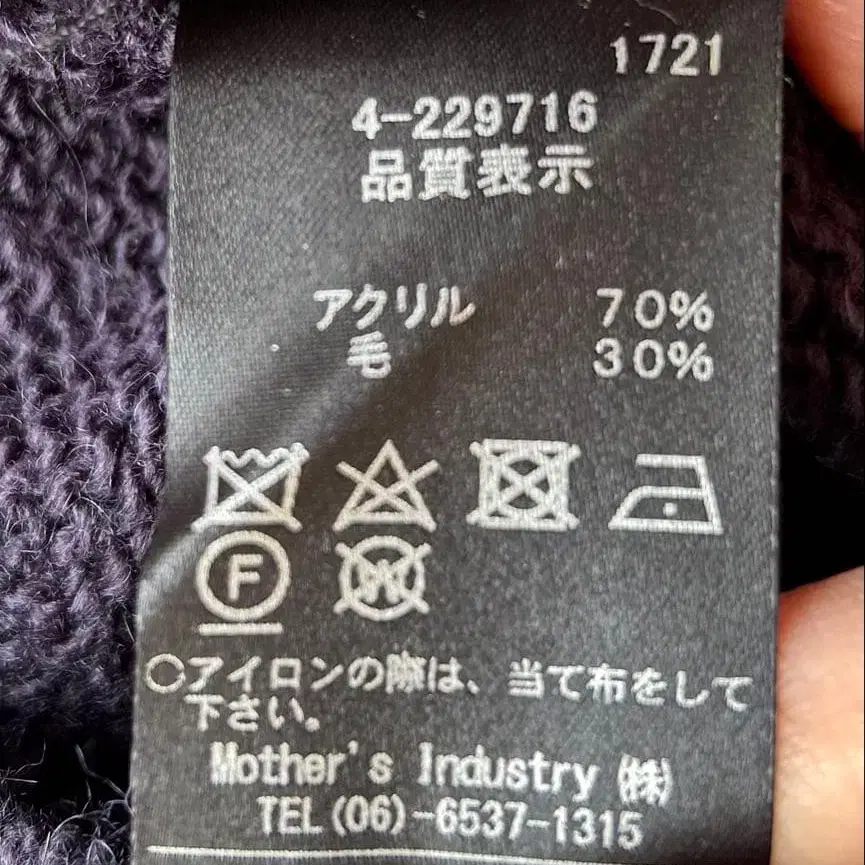 1721
4-229716
品質表示
アクリル 70%
毛 30%
F W
○アイロンの際は、当て布をして
下さい。
Mother's Industry ㈱
TEL(06)-6537-1315